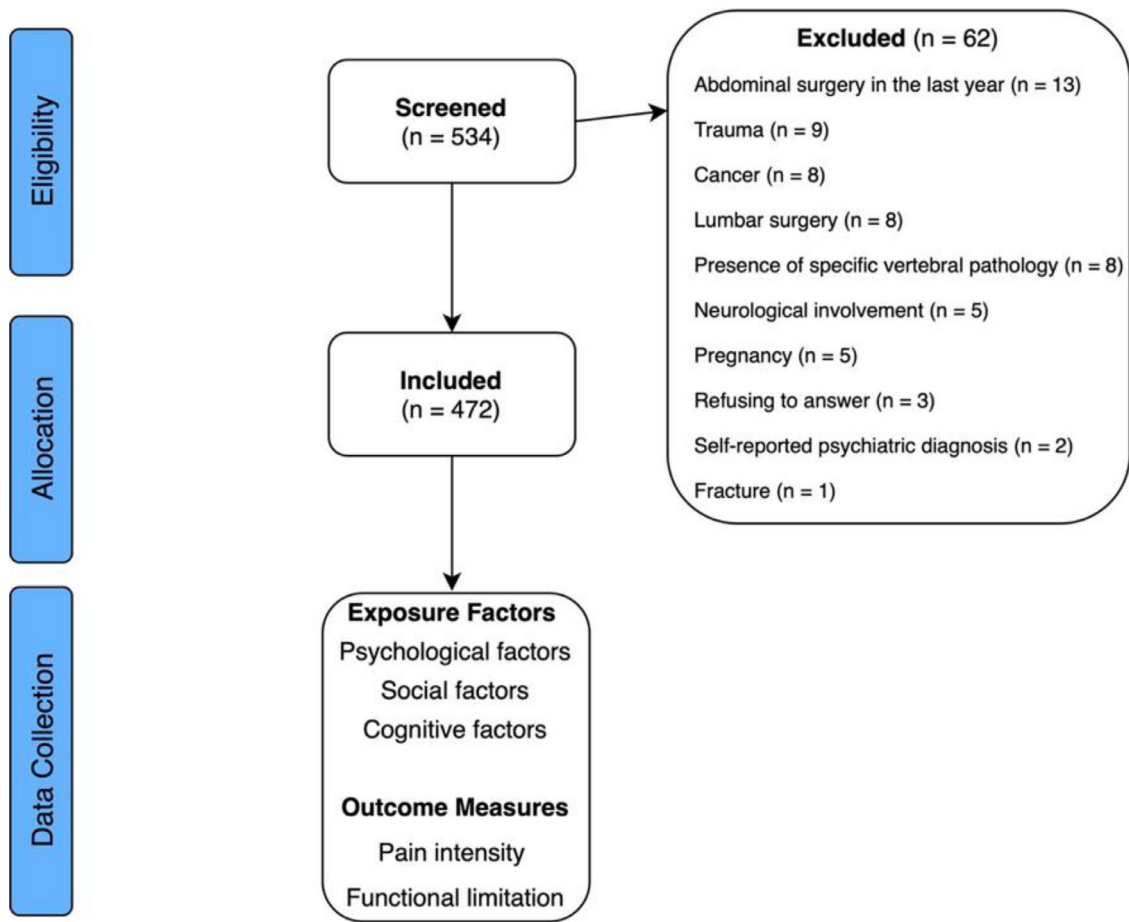 Eligibility
Screened
(n = 534)
Excluded (n = 62)
Abdominal surgery in the last year (n = 13)
Trauma (n = 9)
Cancer (n = 8)
Lumbar surgery (n = 8)
Presence of specific vertebral pathology (n = 8)
Neurological involvement (n = 5)
Pregnancy (n = 5)
Refusing to answer (n = 3)
Self-reported psychiatric diagnosis (n = 2)
Fracture (n = 1)
Allocation
Included
(n = 472)
Data Collection
Exposure Factors
Psychological factors
Social factors
Cognitive factors
Outcome Measures
Pain intensity
Functional limitation